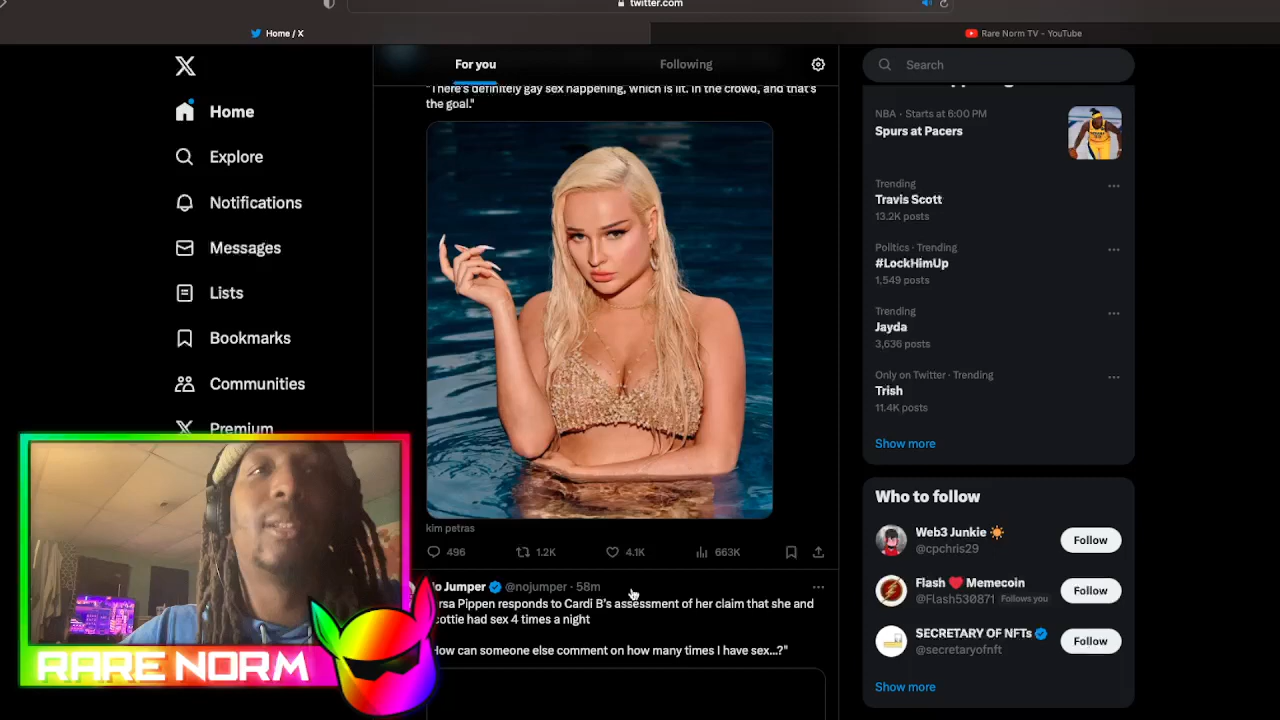 twitter.com
Home / X
Rare Norm TV - YouTube
For you
Following
Search
Home
Explore
Notifications
Messages
Lists
Bookmarks
Communities
Premium
"There's definitely gay sex happening, which is lit. In the crowd, and that's
the goal."
kim petras
496
1.2K
4.1K
663K
Jumper @nojumper · 58m
Pippen responds to Cardi B's assessment of her claim that she and
had sex 4 times a night
How can someone else comment on how many times I have sex...?"
NBA · Starts at 6:00 PM
Spurs at Pacers
Trending
Travis Scott
13.2K posts
Politics · Trending
#LockHimUp
1,549 posts
Trending
Jayda
3,636 posts
Only on Twitter · Trending
Trish
11.4K posts
Show more
Who to follow
Web3 Junkie
@cpchris29
Follow
Flash Memecoin
@Flash530871 Follows you
Follow
SECRETARY OF NFTs
@secretaryofnft
Follow
Show more
RARE NORM